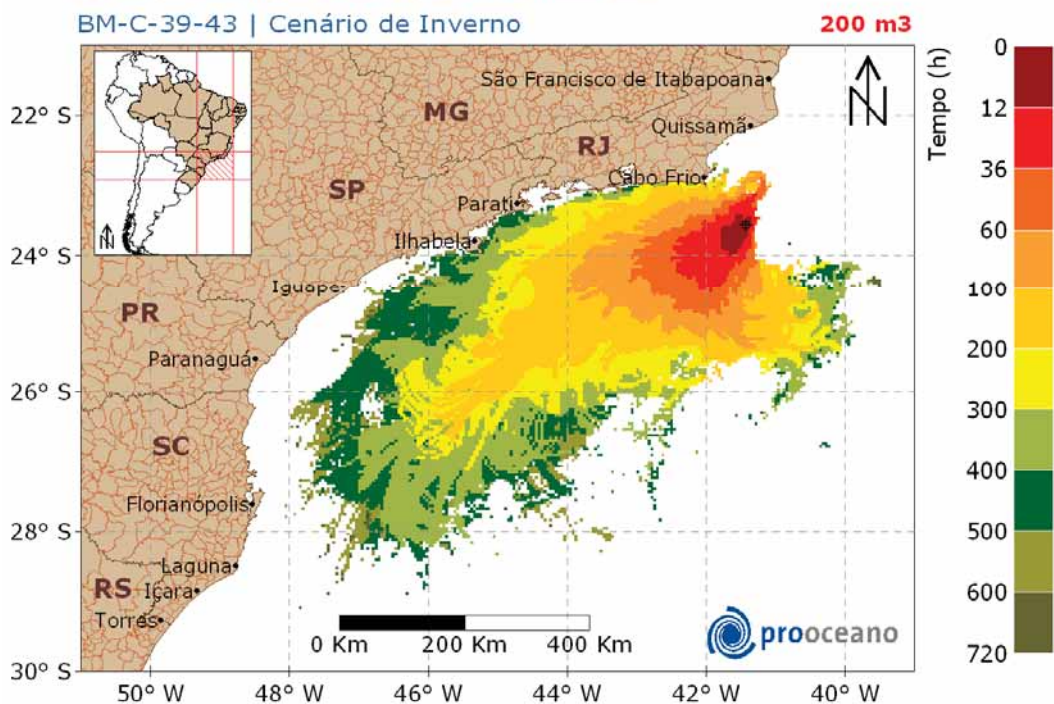 BM-C-39-43 | Cenário de Inverno
200 m3
Tempo (h)
0
12
36
60
100
200
300
400
500
600
720
22° S
24° S
26° S
28° S
30° S
50° W
48° W
46° W
44° W
42° W
40° W
N
N
São Francisco de Itabapoana
MG
Quissamã
RJ
Cabo Frio
SP
Parati
Ilhabela
Iguape
PR
Paranaguá
SC
Florianópolis
Laguna
RS
Içara
Torres
0 Km
200 Km
400 Km
prooceano